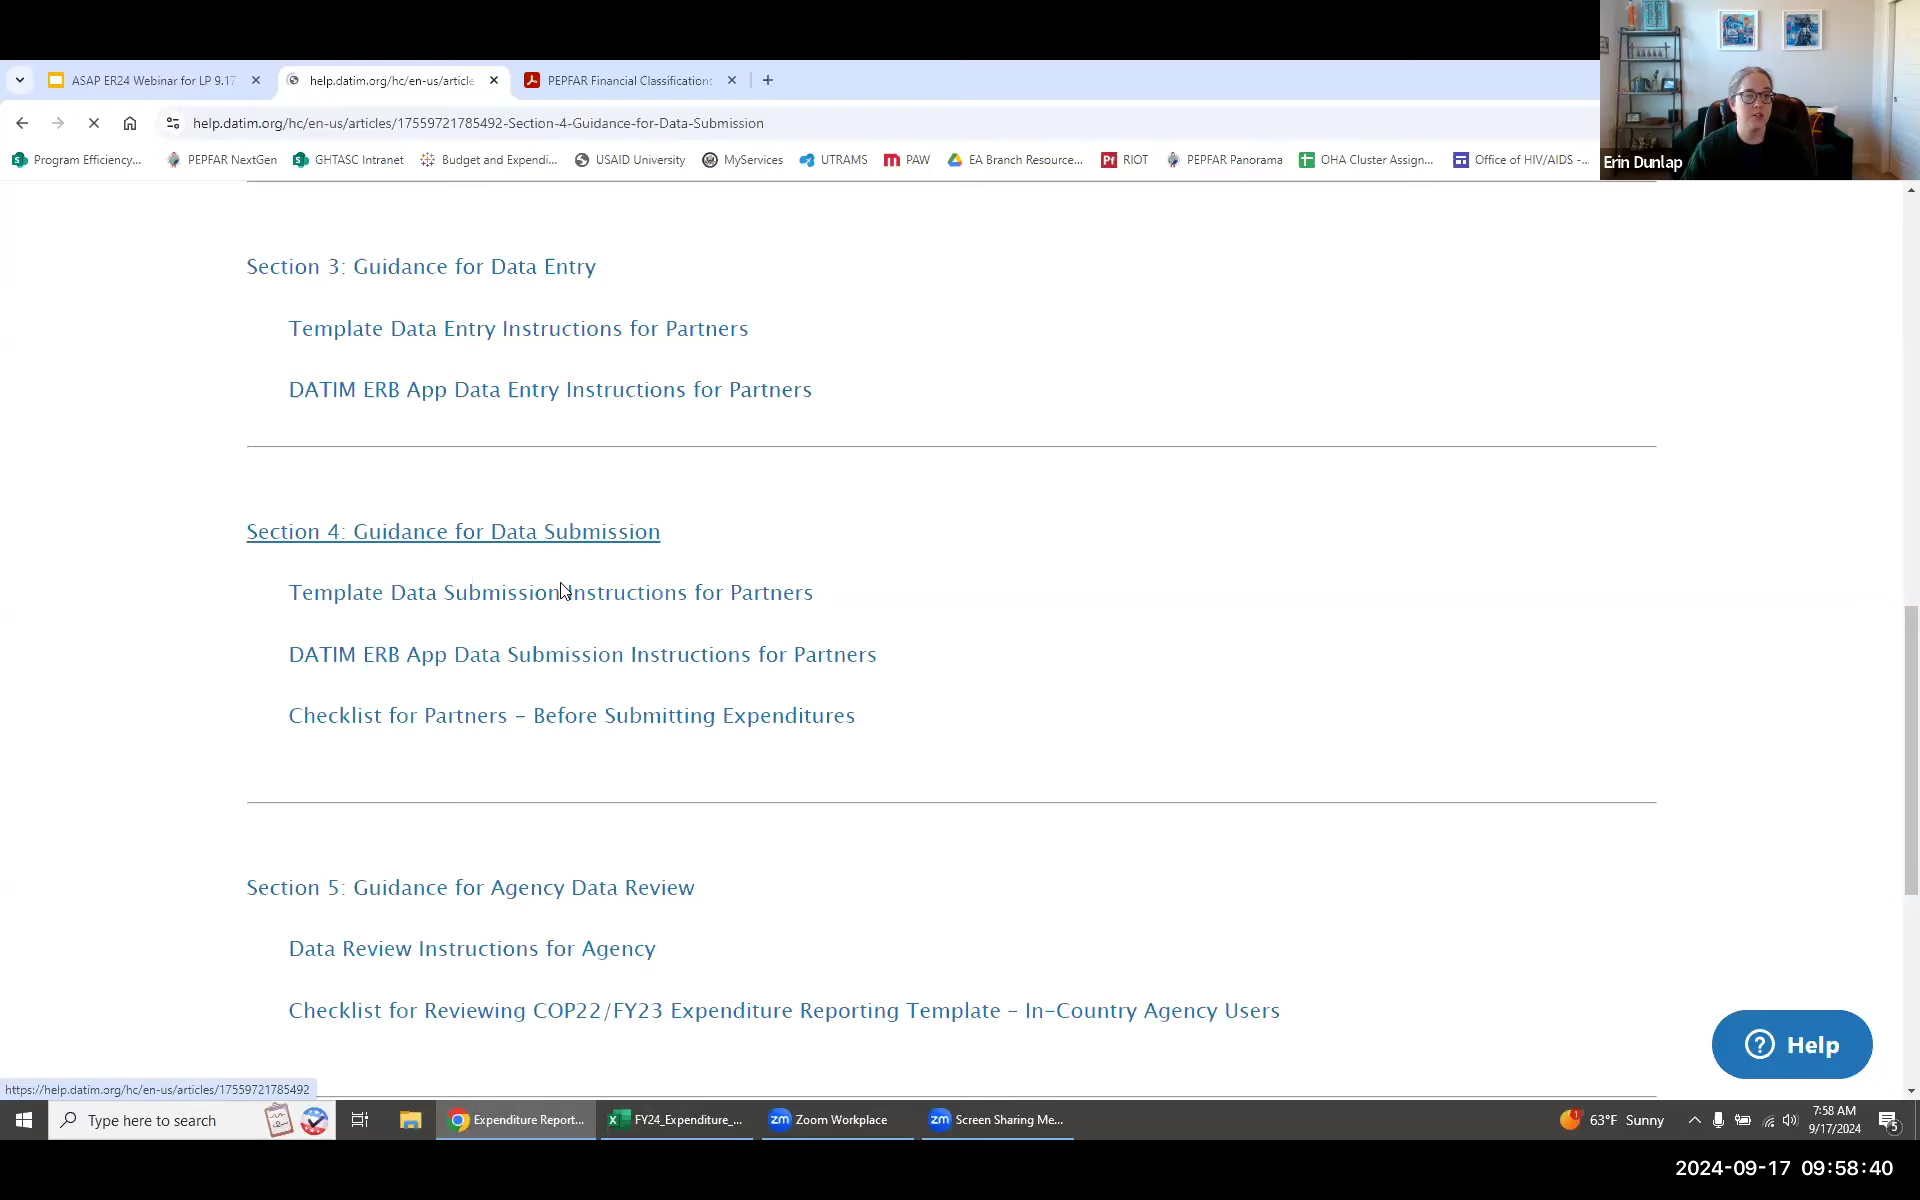 ASAP ER24 Webinar for LP 9.17
help.datim.org/hc/en-us/article
PEPFAR Financial Classification:
help.datim.org/hc/en-us/articles/17559721785492-Section-4-Guidance-for-Data-Submission
Program Efficiency...
PEPFAR NextGen
GHTASC Intranet
Budget and Expendi...
USAID University
MyServices
UTRAMS
PAW
EA Branch Resource...
RIOT
PEPFAR Panorama
OHA Cluster Assign...
Office of HIV/AIDS -...
Erin Dunlap
Section 3: Guidance for Data Entry
Template Data Entry Instructions for Partners
DATIM ERB App Data Entry Instructions for Partners
Section 4: Guidance for Data Submission
Template Data Submission Instructions for Partners
DATIM ERB App Data Submission Instructions for Partners
Checklist for Partners – Before Submitting Expenditures
Section 5: Guidance for Agency Data Review
Data Review Instructions for Agency
Checklist for Reviewing COP22/FY23 Expenditure Reporting Template – In-Country Agency Users
Help
https://help.datim.org/hc/en-us/articles/17559721785492
Type here to search
Expenditure Report...
FY24_Expenditure_...
Zoom Workplace
Screen Sharing Me...
63°F Sunny
7:58 AM
9/17/2024
5
2024-09-17 09:58:40